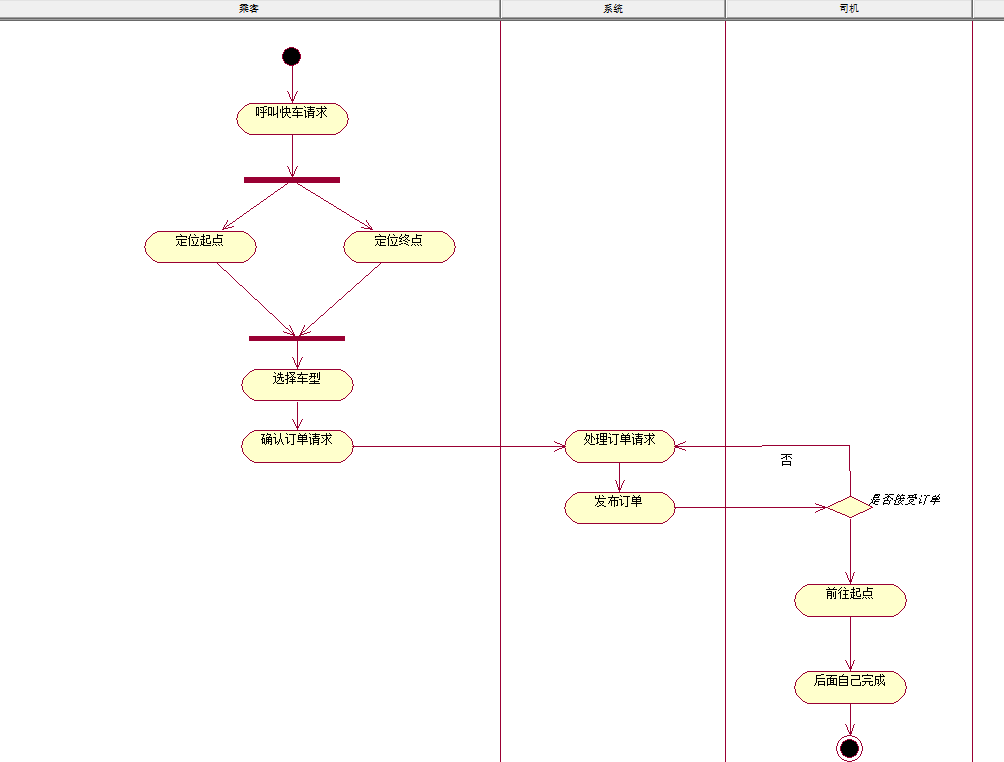 乘客
系统
司机
呼叫快车请求
定位起点
定位终点
选择车型
确认订单请求
处理订单请求
否
发布订单
是否接受订单
前往起点
后面自己完成